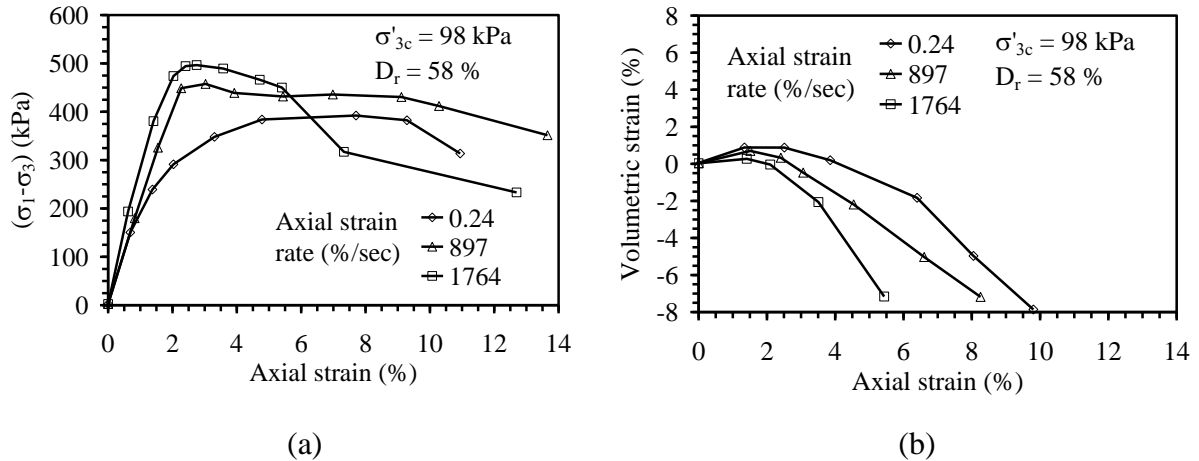 600
500
400
300
200
100
0
(σ1-σ3) (kPa)
σ'3c = 98 kPa
Dr = 58 %
Axial strain
rate (%/sec)
0.24
897
1764
0 2 4 6 8 10 12 14
Axial strain (%)
(a)
8
6
4
2
0
-2
-4
-6
-8
Volumetric strain (%)
Axial strain
rate (%/sec)
0.24
897
1764
σ'3c = 98 kPa
Dr = 58 %
0 2 4 6 8 10 12 14
Axial strain (%)
(b)